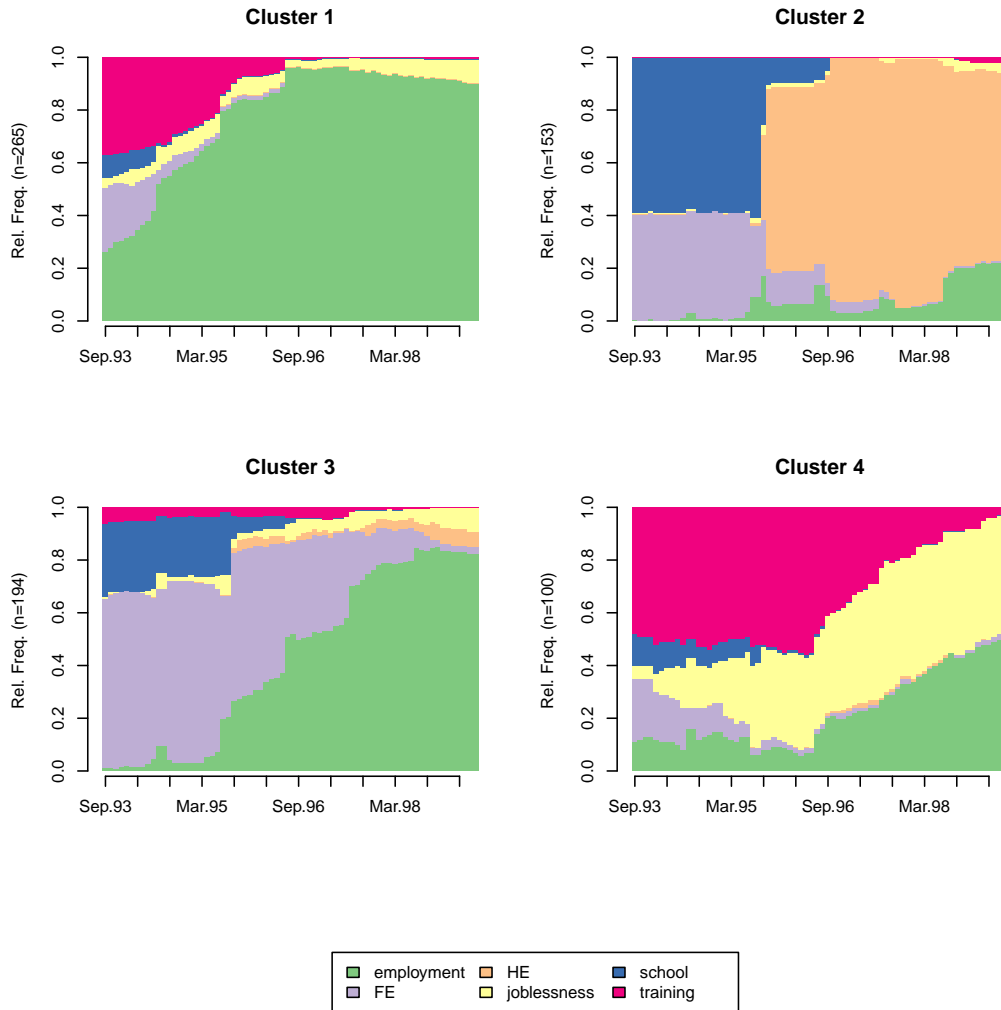 Cluster 1
Rel. Freq. (n=265)
0.0 0.2 0.4 0.6 0.8 1.0
Sep.93 Mar.95 Sep.96 Mar.98
Cluster 2
Rel. Freq. (n=153)
0.0 0.2 0.4 0.6 0.8 1.0
Sep.93 Mar.95 Sep.96 Mar.98
Cluster 3
Rel. Freq. (n=194)
0.0 0.2 0.4 0.6 0.8 1.0
Sep.93 Mar.95 Sep.96 Mar.98
Cluster 4
Rel. Freq. (n=100)
0.0 0.2 0.4 0.6 0.8 1.0
Sep.93 Mar.95 Sep.96 Mar.98
employment HE school
FE joblessness training